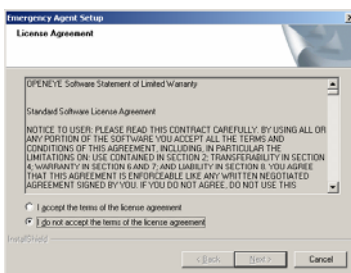 Emergency Agent Setup
License Agreement
OPENEYE Software Statement of Limited Warranty
Standard Software License Agreement
NOTICE TO USER: PLEASE READ THIS CONTRACT CAREFULLY. BY USING ALL OR
ANY PORTION OF THE SOFTWARE YOU ACCEPT ALL THE TERMS AND
CONDITIONS OF THIS AGREEMENT, INCLUDING, IN PARTICULAR THE
LIMITATIONS ON: USE CONTAINED IN SECTION 2; TRANSFERABILITY IN SECTION
4; WARRANTY IN SECTION 6 AND 7; AND LIABILITY IN SECTION 8. YOU AGREE
THAT THIS AGREEMENT IS ENFORCEABLE LIKE ANY WRITTEN NEGOTIATED
AGREEMENT SIGNED BY YOU. IF YOU DO NOT AGREE, DO NOT USE THIS
I accept the terms of the license agreement
I do not accept the terms of the license agreement
InstallShield
< Back
Next >
Cancel